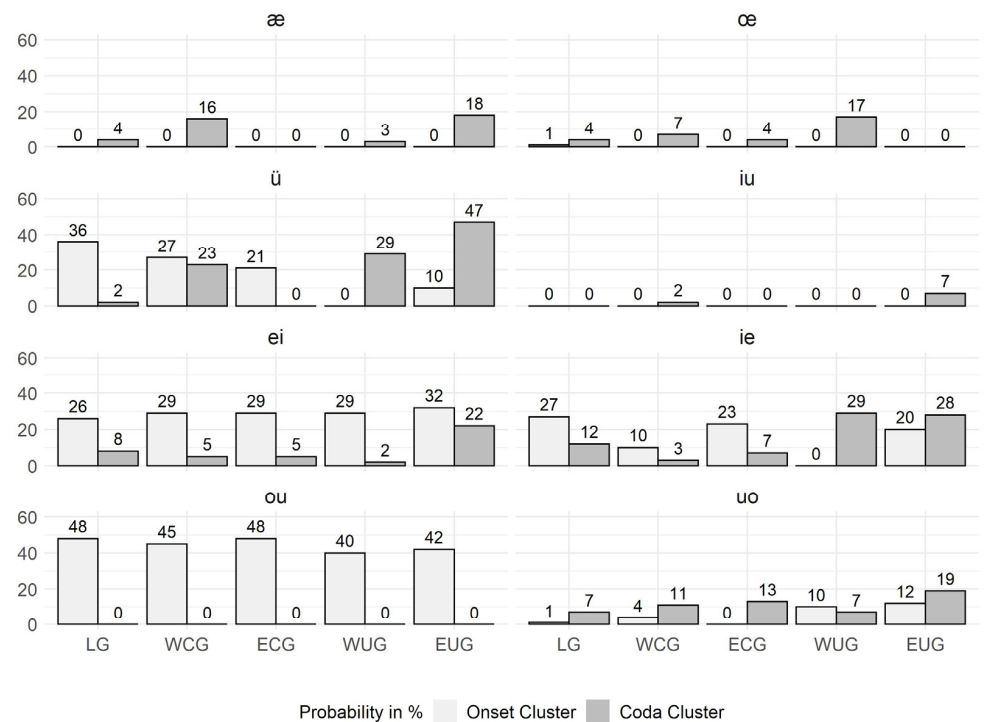 æ œ
60
40
20
0
0 4 0 16 0 0 0 3 0 18
1 4 0 7 0 4 0 17 0 0
ü iu
60
40
20
0
36 2 27 23 21 0 0 29 10 47
0 0 0 2 0 0 0 0 0 7
ei ie
60
40
20
0
26 8 29 5 29 5 29 2 32 22
27 12 10 3 23 7 0 29 20 28
ou uo
60
40
20
0
48 0 45 0 48 0 40 0 42 0
1 7 4 11 0 13 10 7 12 19
LG WCG ECG WUG EUG LG WCG ECG WUG EUG
Probability in % Onset Cluster Coda Cluster